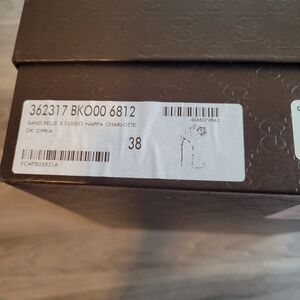 362317 BKO00 6812
SAND.PELLE S.CUOIO NAPPA CHARLOTTE
DK CIPRIA
38